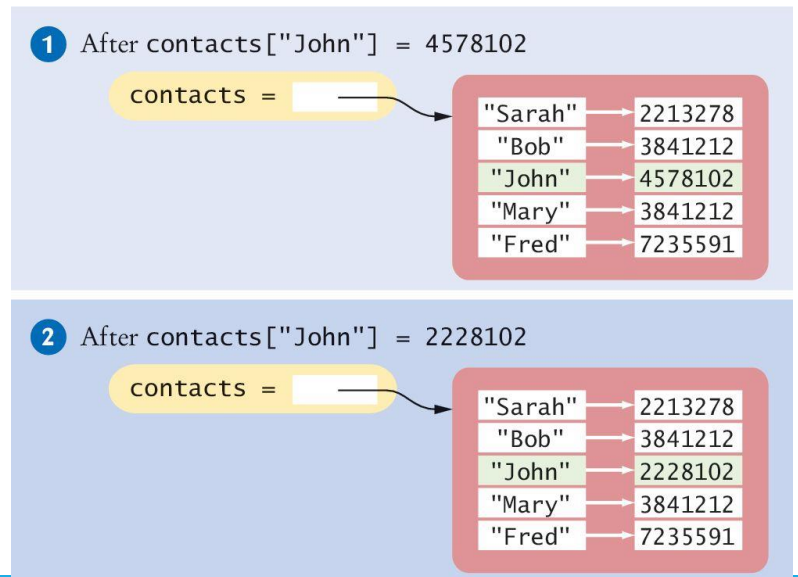 1 After contacts["John"] = 4578102
contacts =
"Sarah" 2213278
"Bob" 3841212
"John" 4578102
"Mary" 3841212
"Fred" 7235591
2 After contacts["John"] = 2228102
contacts =
"Sarah" 2213278
"Bob" 3841212
"John" 2228102
"Mary" 3841212
"Fred" 7235591